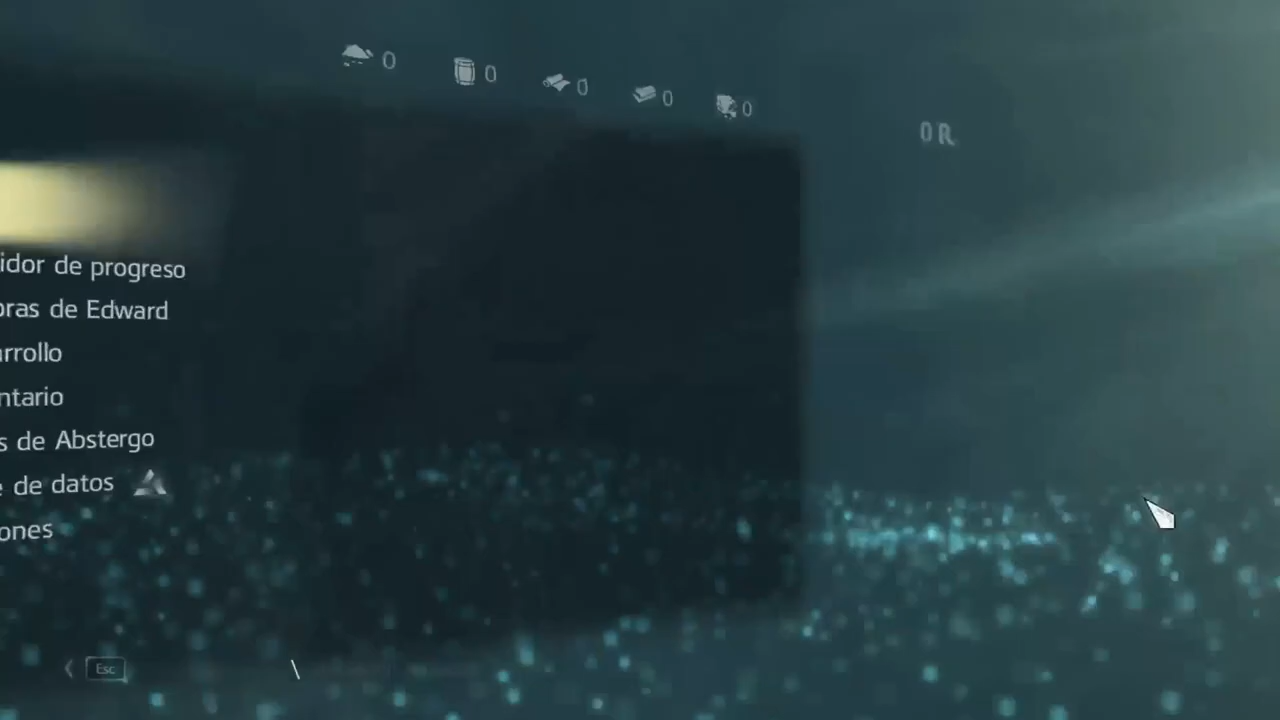 0 0 0 0 0
0 R
idor de progreso
oras de Edward
rrollo
ntario
s de Abstergo
e de datos
ones
Esc